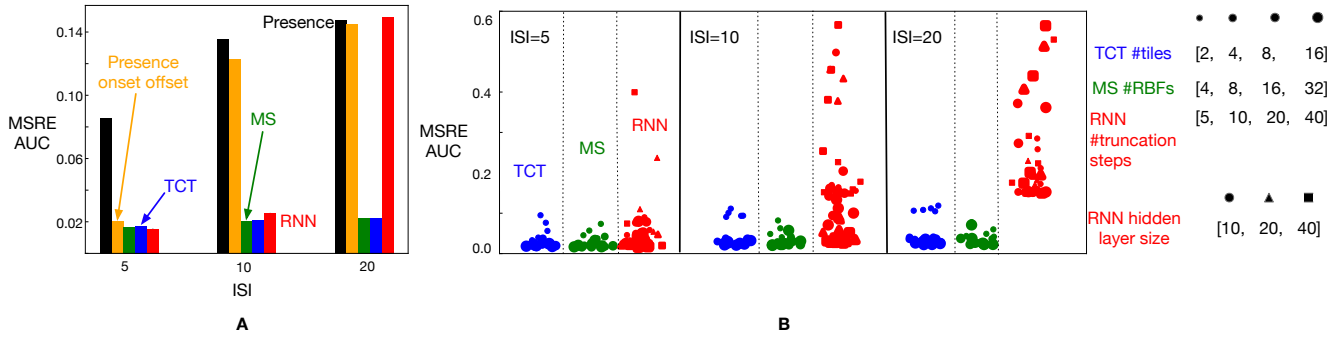 0.14
0.10
0.06
0.02
MSRE
AUC
Presence
Presence
onset offset
MS
TCT
RNN
5
10
20
ISI
A
0.6
0.4
0.2
0.0
MSRE
AUC
ISI=5
ISI=10
ISI=20
TCT
MS
RNN
B
TCT #tiles [2, 4, 8, 16]
MS #RBFs [4, 8, 16, 32]
RNN [5, 10, 20, 40]
#truncation
steps
RNN hidden
layer size
[10, 20, 40]